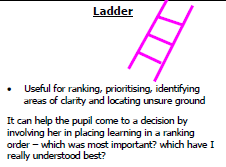 Ladder
• Useful for ranking, prioritising, identifying
areas of clarity and locating unsure ground
It can help the pupil come to a decision by
involving her in placing learning in a ranking
order – which was most important? which have I
really understood best?